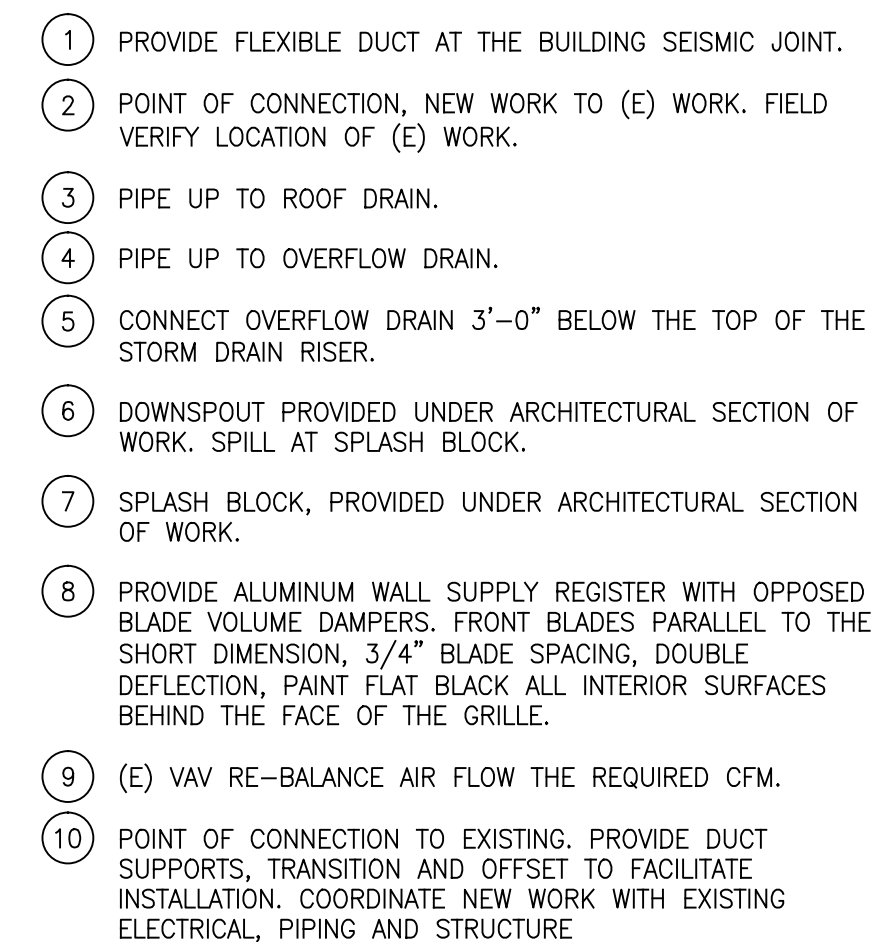 1 PROVIDE FLEXIBLE DUCT AT THE BUILDING SEISMIC JOINT.
2 POINT OF CONNECTION, NEW WORK TO (E) WORK. FIELD
VERIFY LOCATION OF (E) WORK.
3 PIPE UP TO ROOF DRAIN.
4 PIPE UP TO OVERFLOW DRAIN.
5 CONNECT OVERFLOW DRAIN 3'-0" BELOW THE TOP OF THE
STORM DRAIN RISER.
6 DOWNSPOUT PROVIDED UNDER ARCHITECTURAL SECTION OF
WORK. SPILL AT SPLASH BLOCK.
7 SPLASH BLOCK, PROVIDED UNDER ARCHITECTURAL SECTION
OF WORK.
8 PROVIDE ALUMINUM WALL SUPPLY REGISTER WITH OPPOSED
BLADE VOLUME DAMPERS. FRONT BLADES PARALLEL TO THE
SHORT DIMENSION, 3/4" BLADE SPACING, DOUBLE
DEFLECTION, PAINT FLAT BLACK ALL INTERIOR SURFACES
BEHIND THE FACE OF THE GRILLE.
9 (E) VAV RE-BALANCE AIR FLOW THE REQUIRED CFM.
10 POINT OF CONNECTION TO EXISTING. PROVIDE DUCT
SUPPORTS, TRANSITION AND OFFSET TO FACILITATE
INSTALLATION. COORDINATE NEW WORK WITH EXISTING
ELECTRICAL, PIPING AND STRUCTURE